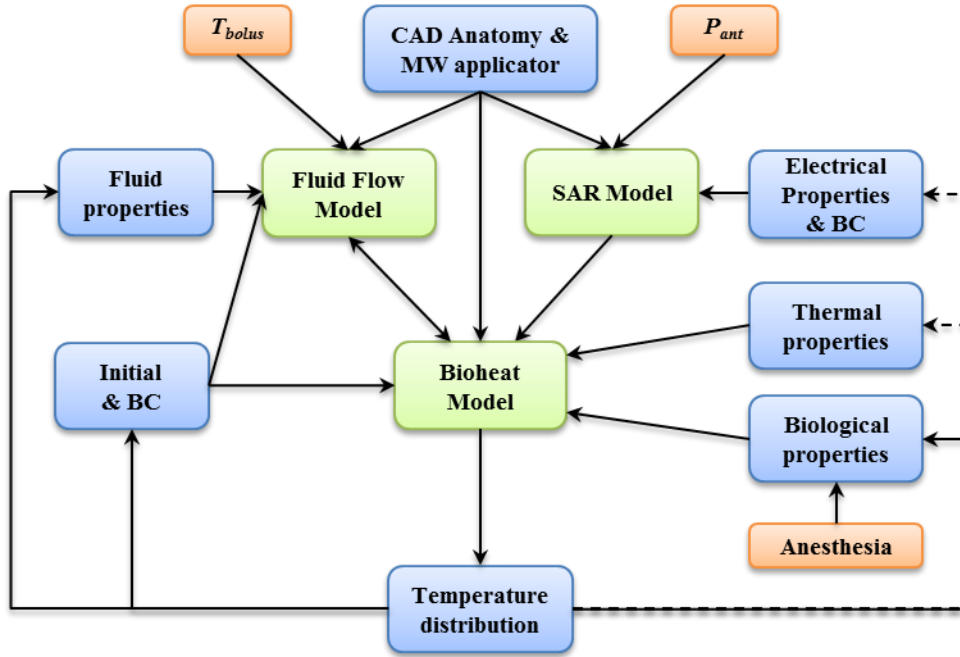 T_bolus
CAD Anatomy &
MW applicator
P_ant
Fluid
properties
Fluid Flow
Model
SAR Model
Electrical
Properties
& BC
Initial
& BC
Bioheat
Model
Thermal
properties
Biological
properties
Anesthesia
Temperature
distribution